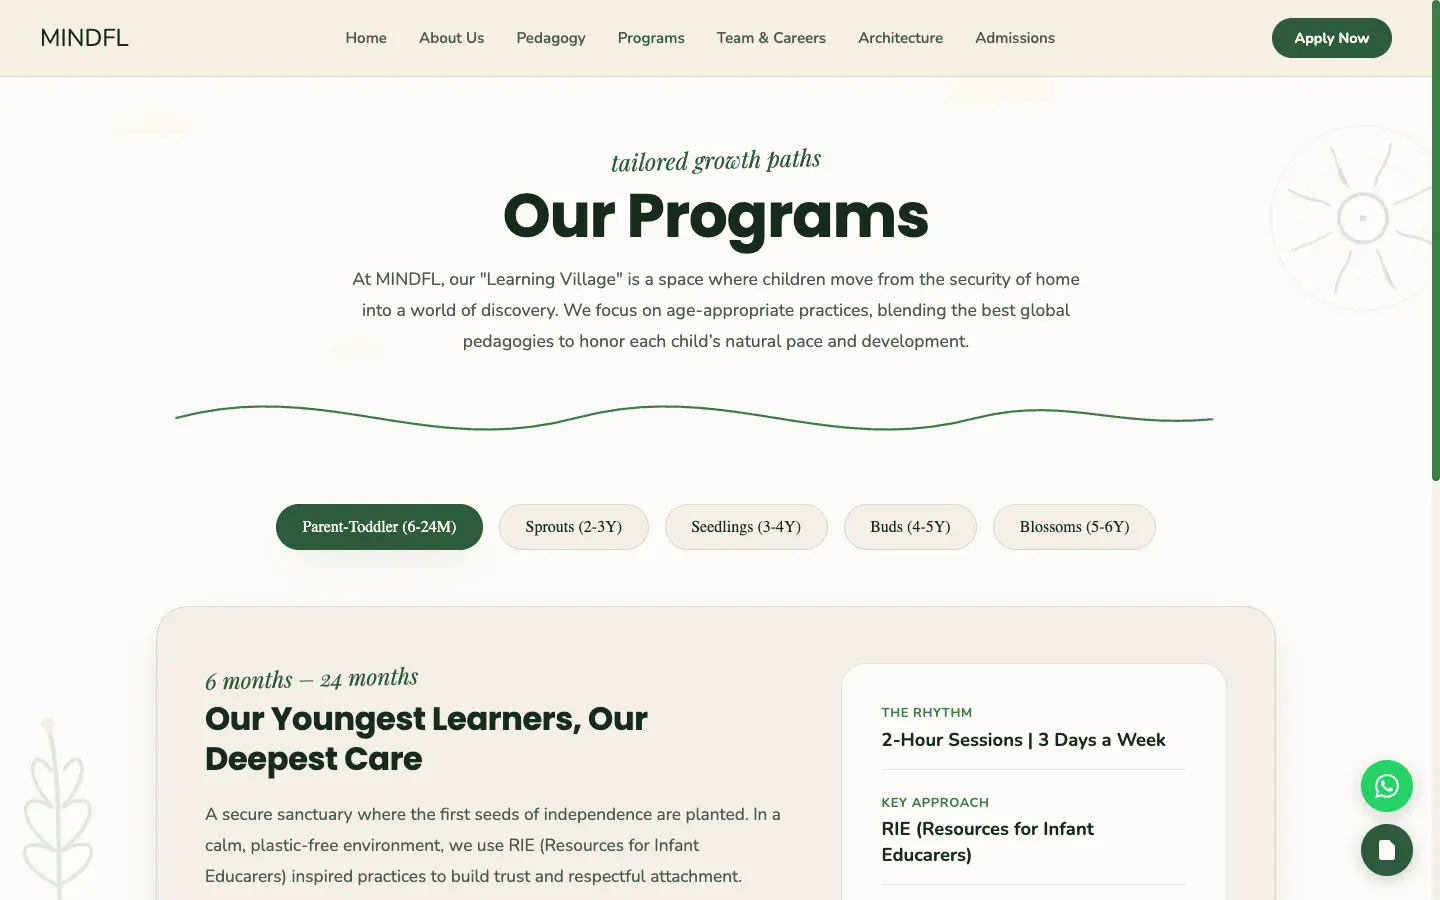 MINDFL
Home
About Us
Pedagogy
Programs
Team & Careers
Architecture
Admissions
Apply Now
tailored growth paths
Our Programs
At MINDFL, our "Learning Village" is a space where children move from the security of home
into a world of discovery. We focus on age-appropriate practices, blending the best global
pedagogies to honor each child’s natural pace and development.
Parent-Toddler (6-24M)
Sprouts (2-3Y)
Seedlings (3-4Y)
Buds (4-5Y)
Blossoms (5-6Y)
6 months – 24 months
Our Youngest Learners, Our
Deepest Care
A secure sanctuary where the first seeds of independence are planted. In a
calm, plastic-free environment, we use RIE (Resources for Infant
Educarers) inspired practices to build trust and respectful attachment.
THE RHYTHM
2-Hour Sessions | 3 Days a Week
KEY APPROACH
RIE (Resources for Infant
Educarers)